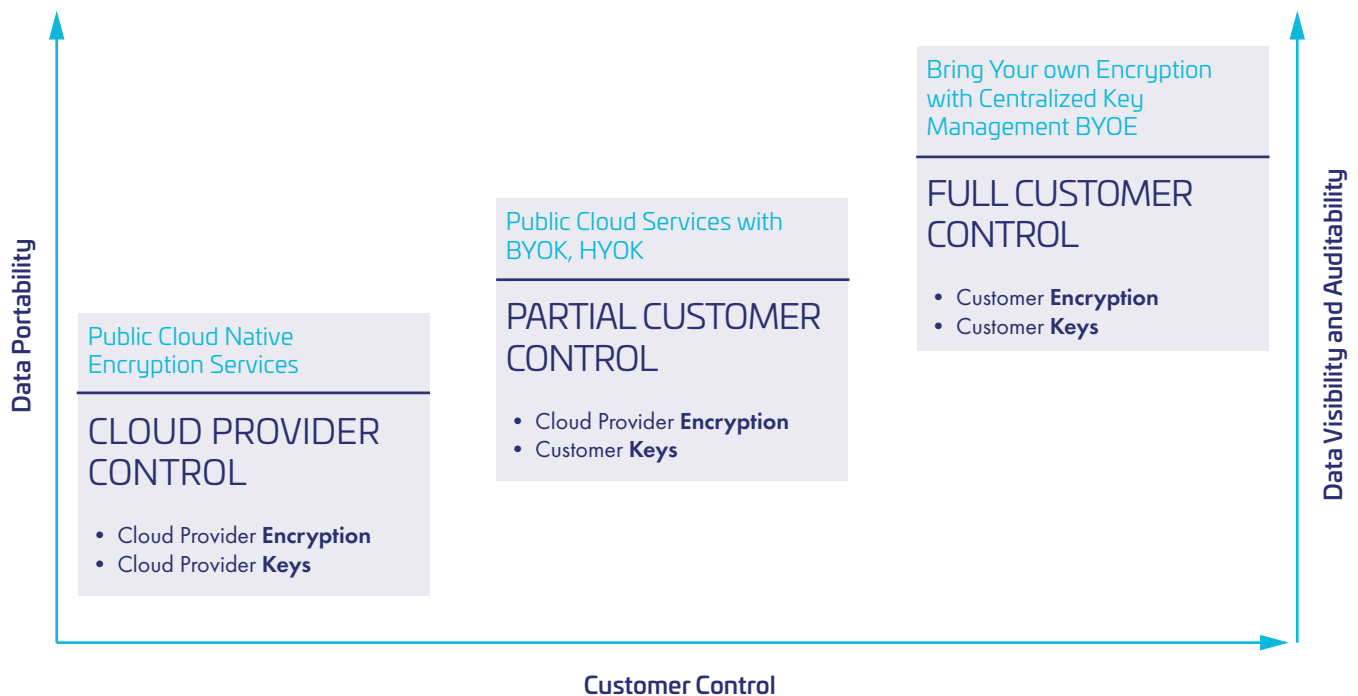 Data Portability
Public Cloud Native
Encryption Services
CLOUD PROVIDER
CONTROL
• Cloud Provider Encryption
• Cloud Provider Keys
Public Cloud Services with
BYOK, HYOK
PARTIAL CUSTOMER
CONTROL
• Cloud Provider Encryption
• Customer Keys
Bring Your own Encryption
with Centralized Key
Management BYOE
FULL CUSTOMER
CONTROL
• Customer Encryption
• Customer Keys
Data Visibility and Auditability
Customer Control